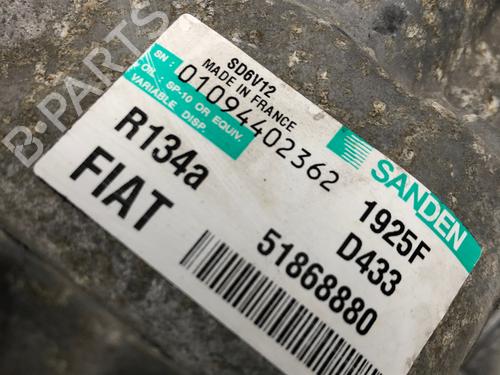 SD6V12
MADE IN FRANCE
SN :
01094402362
OIL : SP-10 OR EQUIV.
VARIABLE DISP.
SANDEN
R134a
1925F
FIAT
D433
51868880
B-PARTS